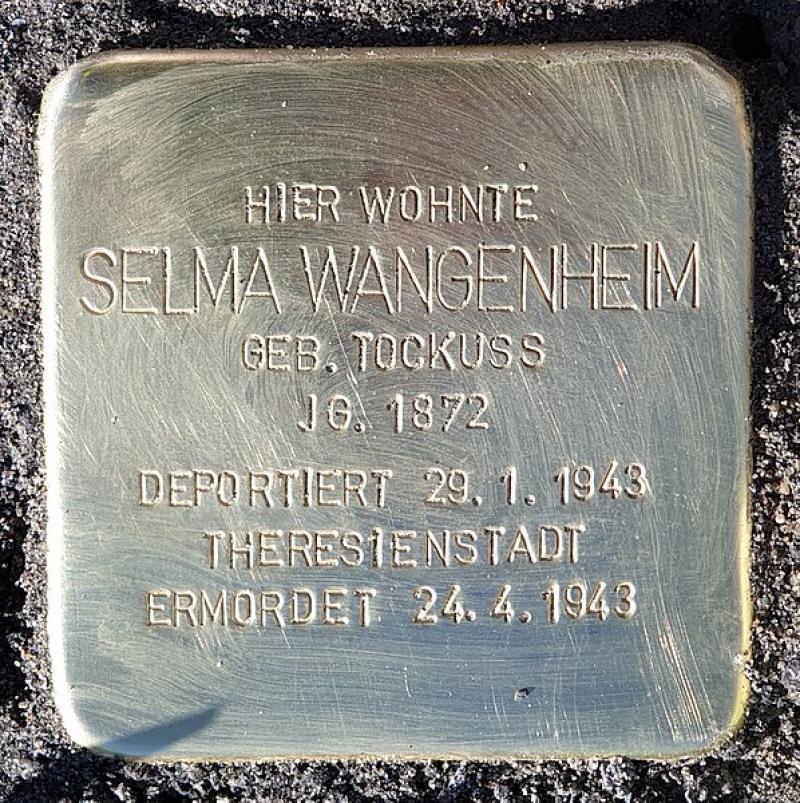 HIER WOHNTE
SELMA WANGENHEIM
GEB. TOCKUSS
JG. 1872
DEPORTIERT 29. 1. 1943
THERESIENSTADT
ERMORDET 24. 4. 1943